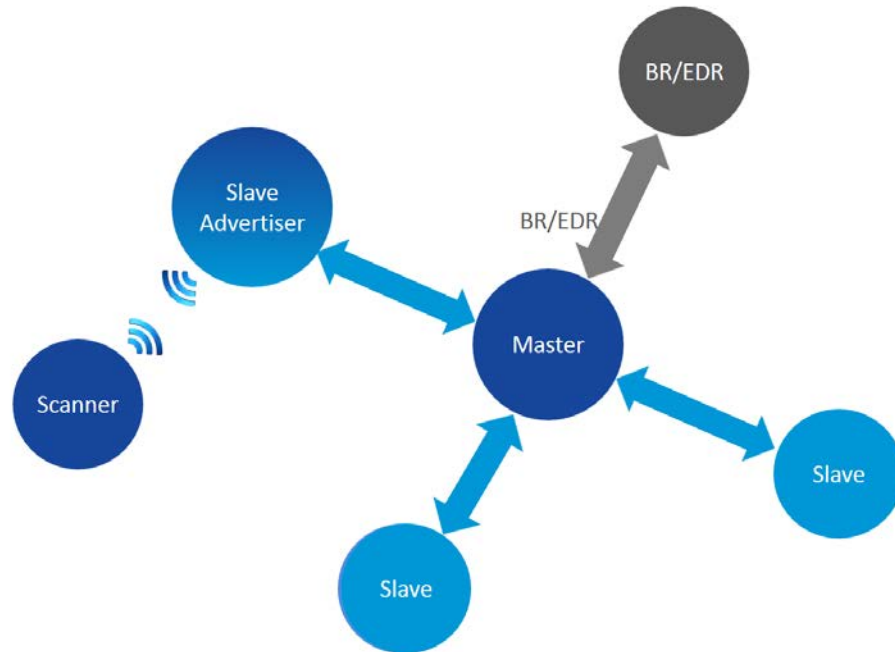 BR/EDR
Slave
Advertiser
BR/EDR
Master
Scanner
Slave
Slave